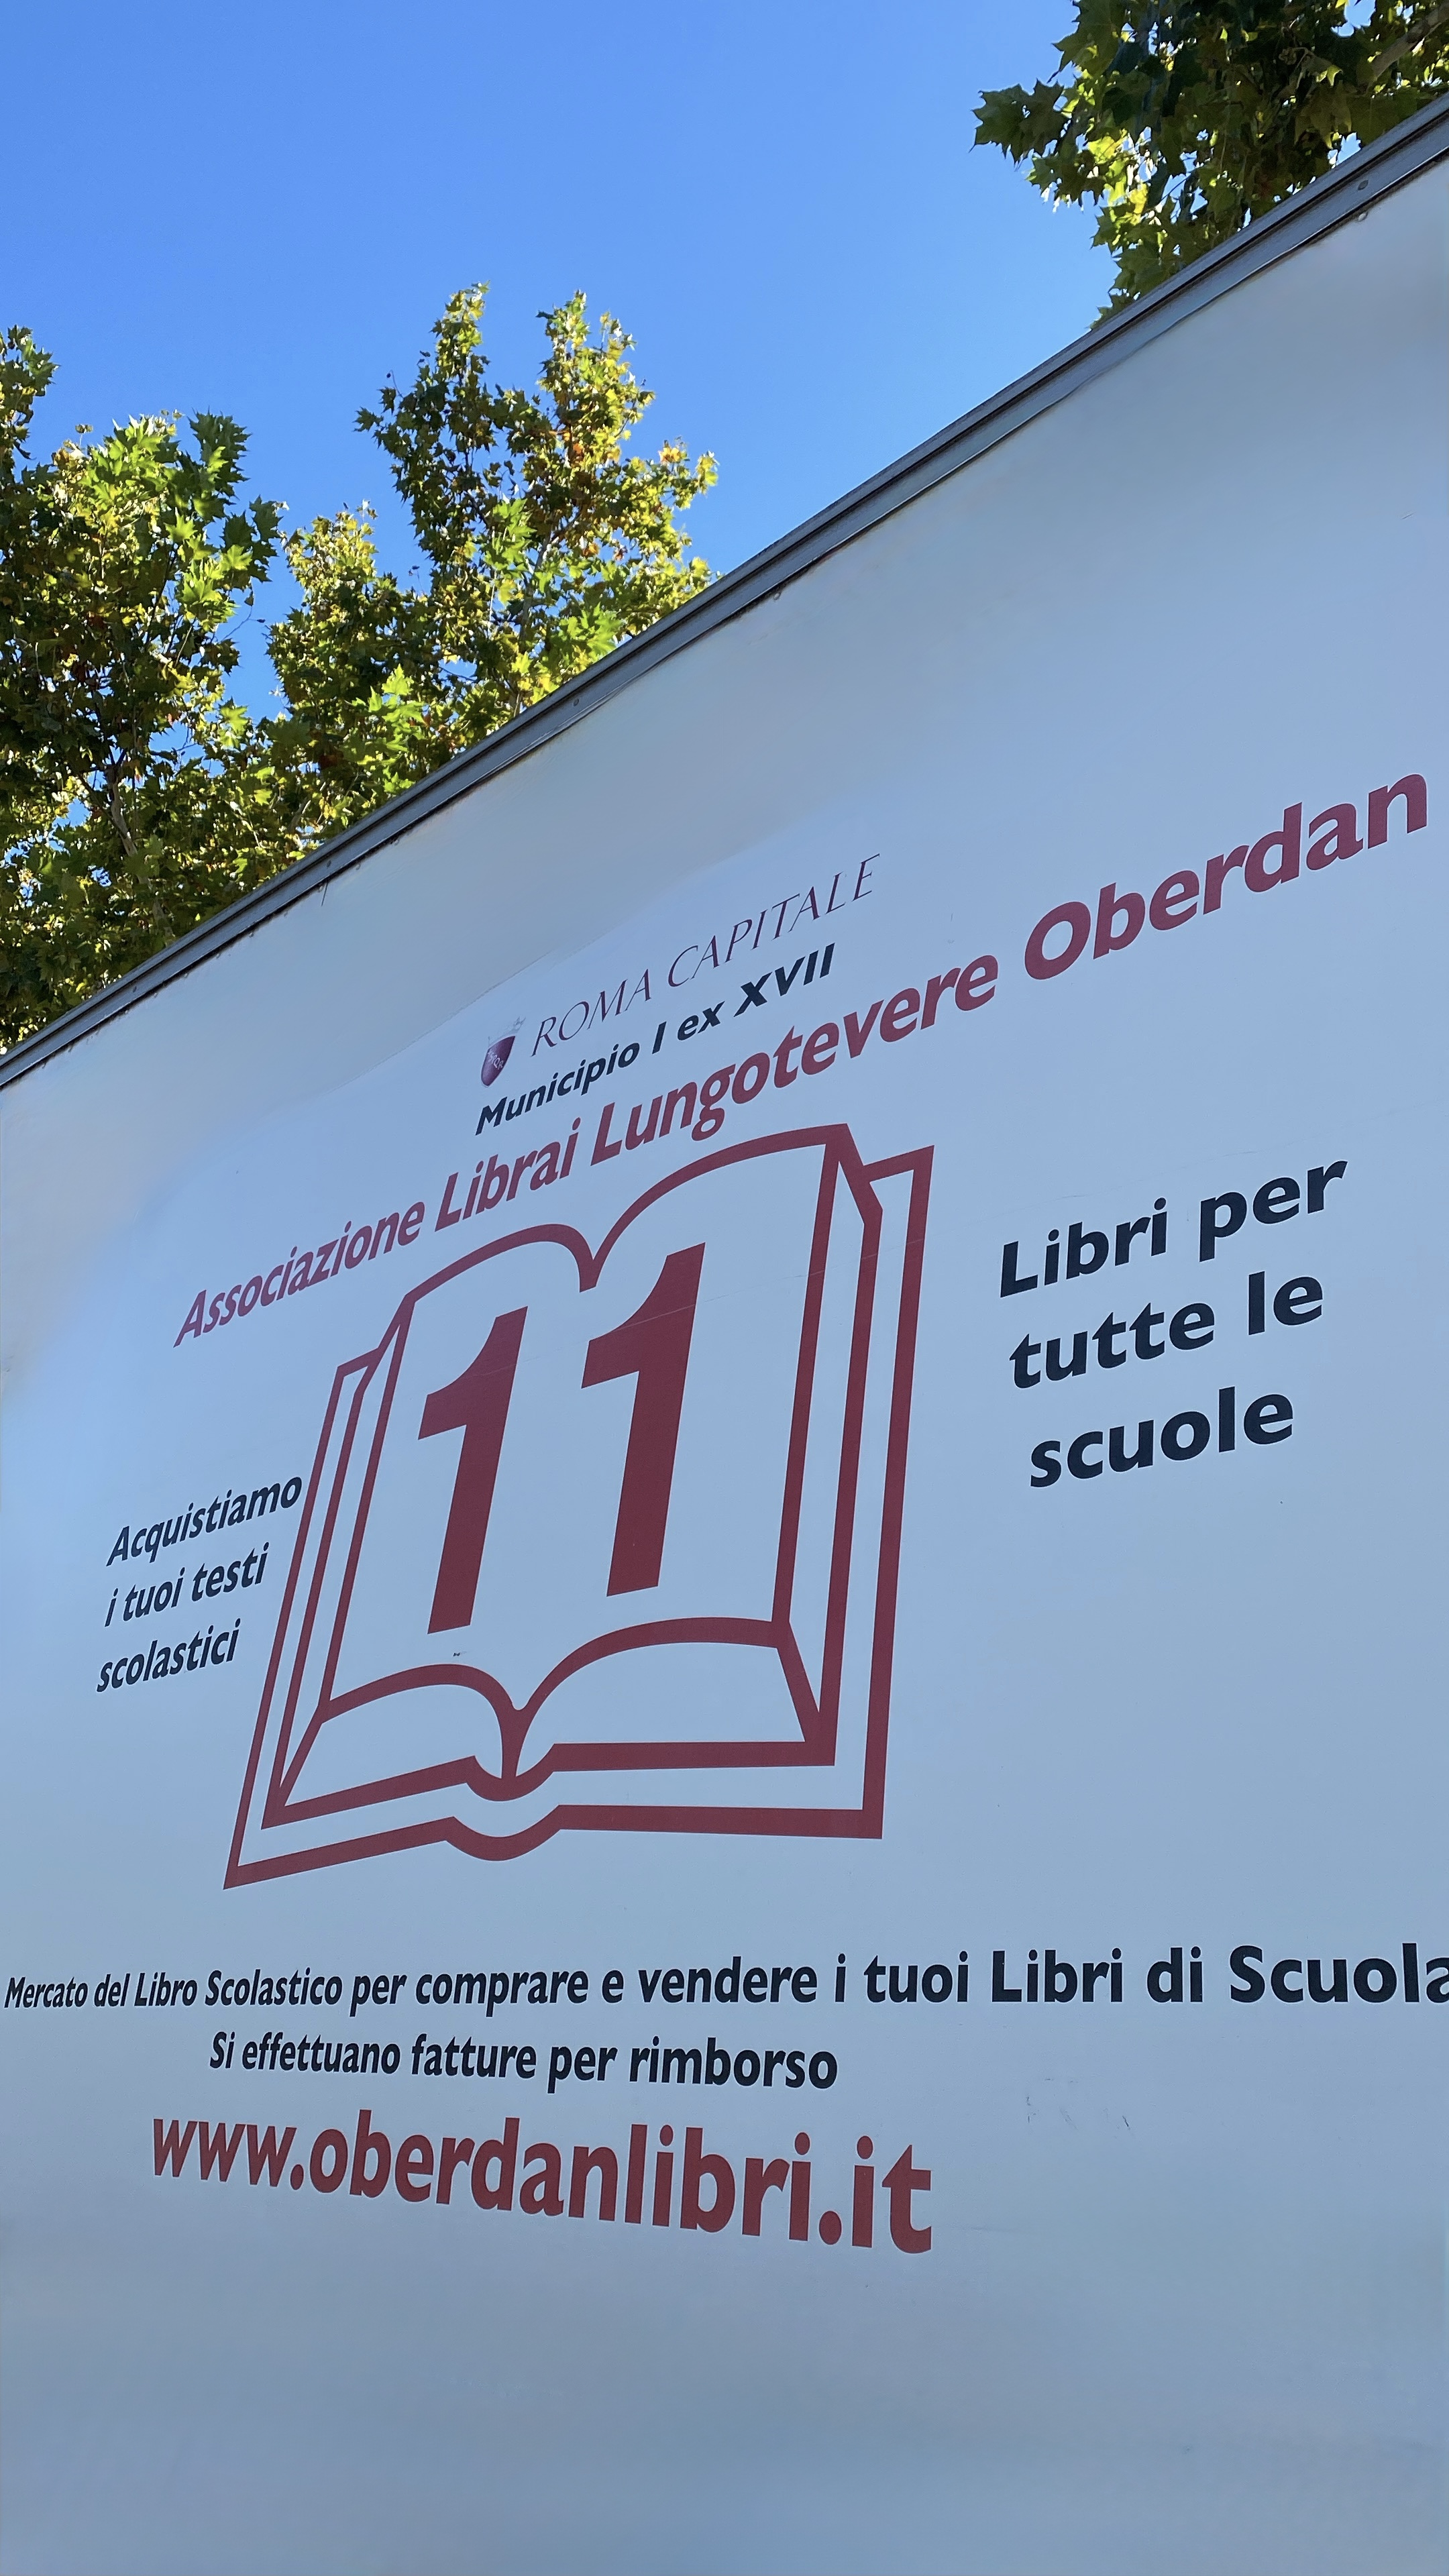 ROMA CAPITALE
Municipio I ex XVII
Associazione Librai Lungotevere Oberdan
11
Acquistiamo
i tuoi testi
scolastici
Libri per
tutte le
scuole
Mercato del Libro Scolastico per comprare e vendere i tuoi Libri di Scuola
Si effettuano fatture per rimborso
www.oberdanlibri.it